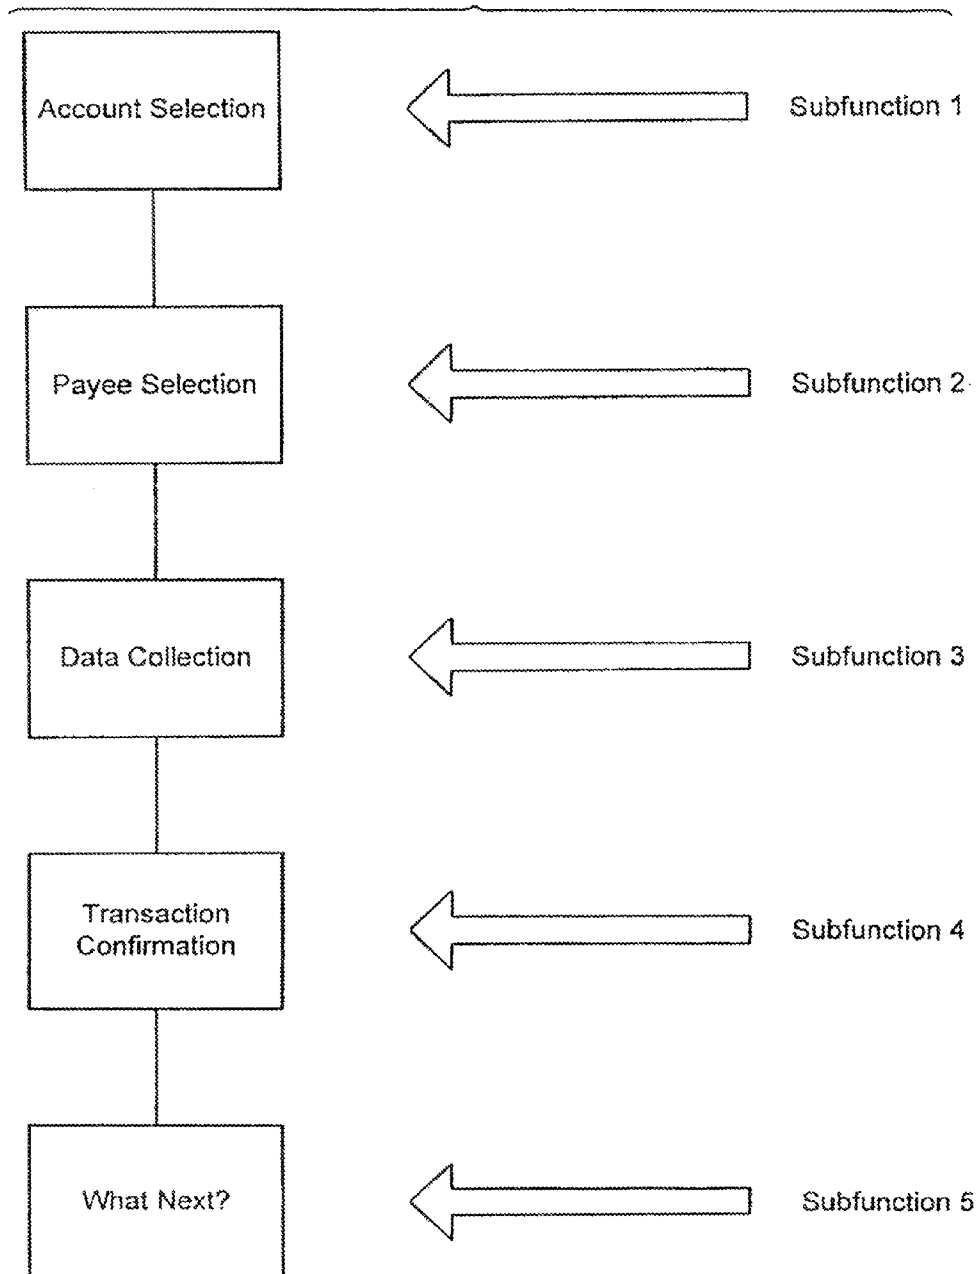 Account Selection
Subfunction 1
Payee Selection
Subfunction 2
Data Collection
Subfunction 3
Transaction
Confirmation
Subfunction 4
What Next?
Subfunction 5